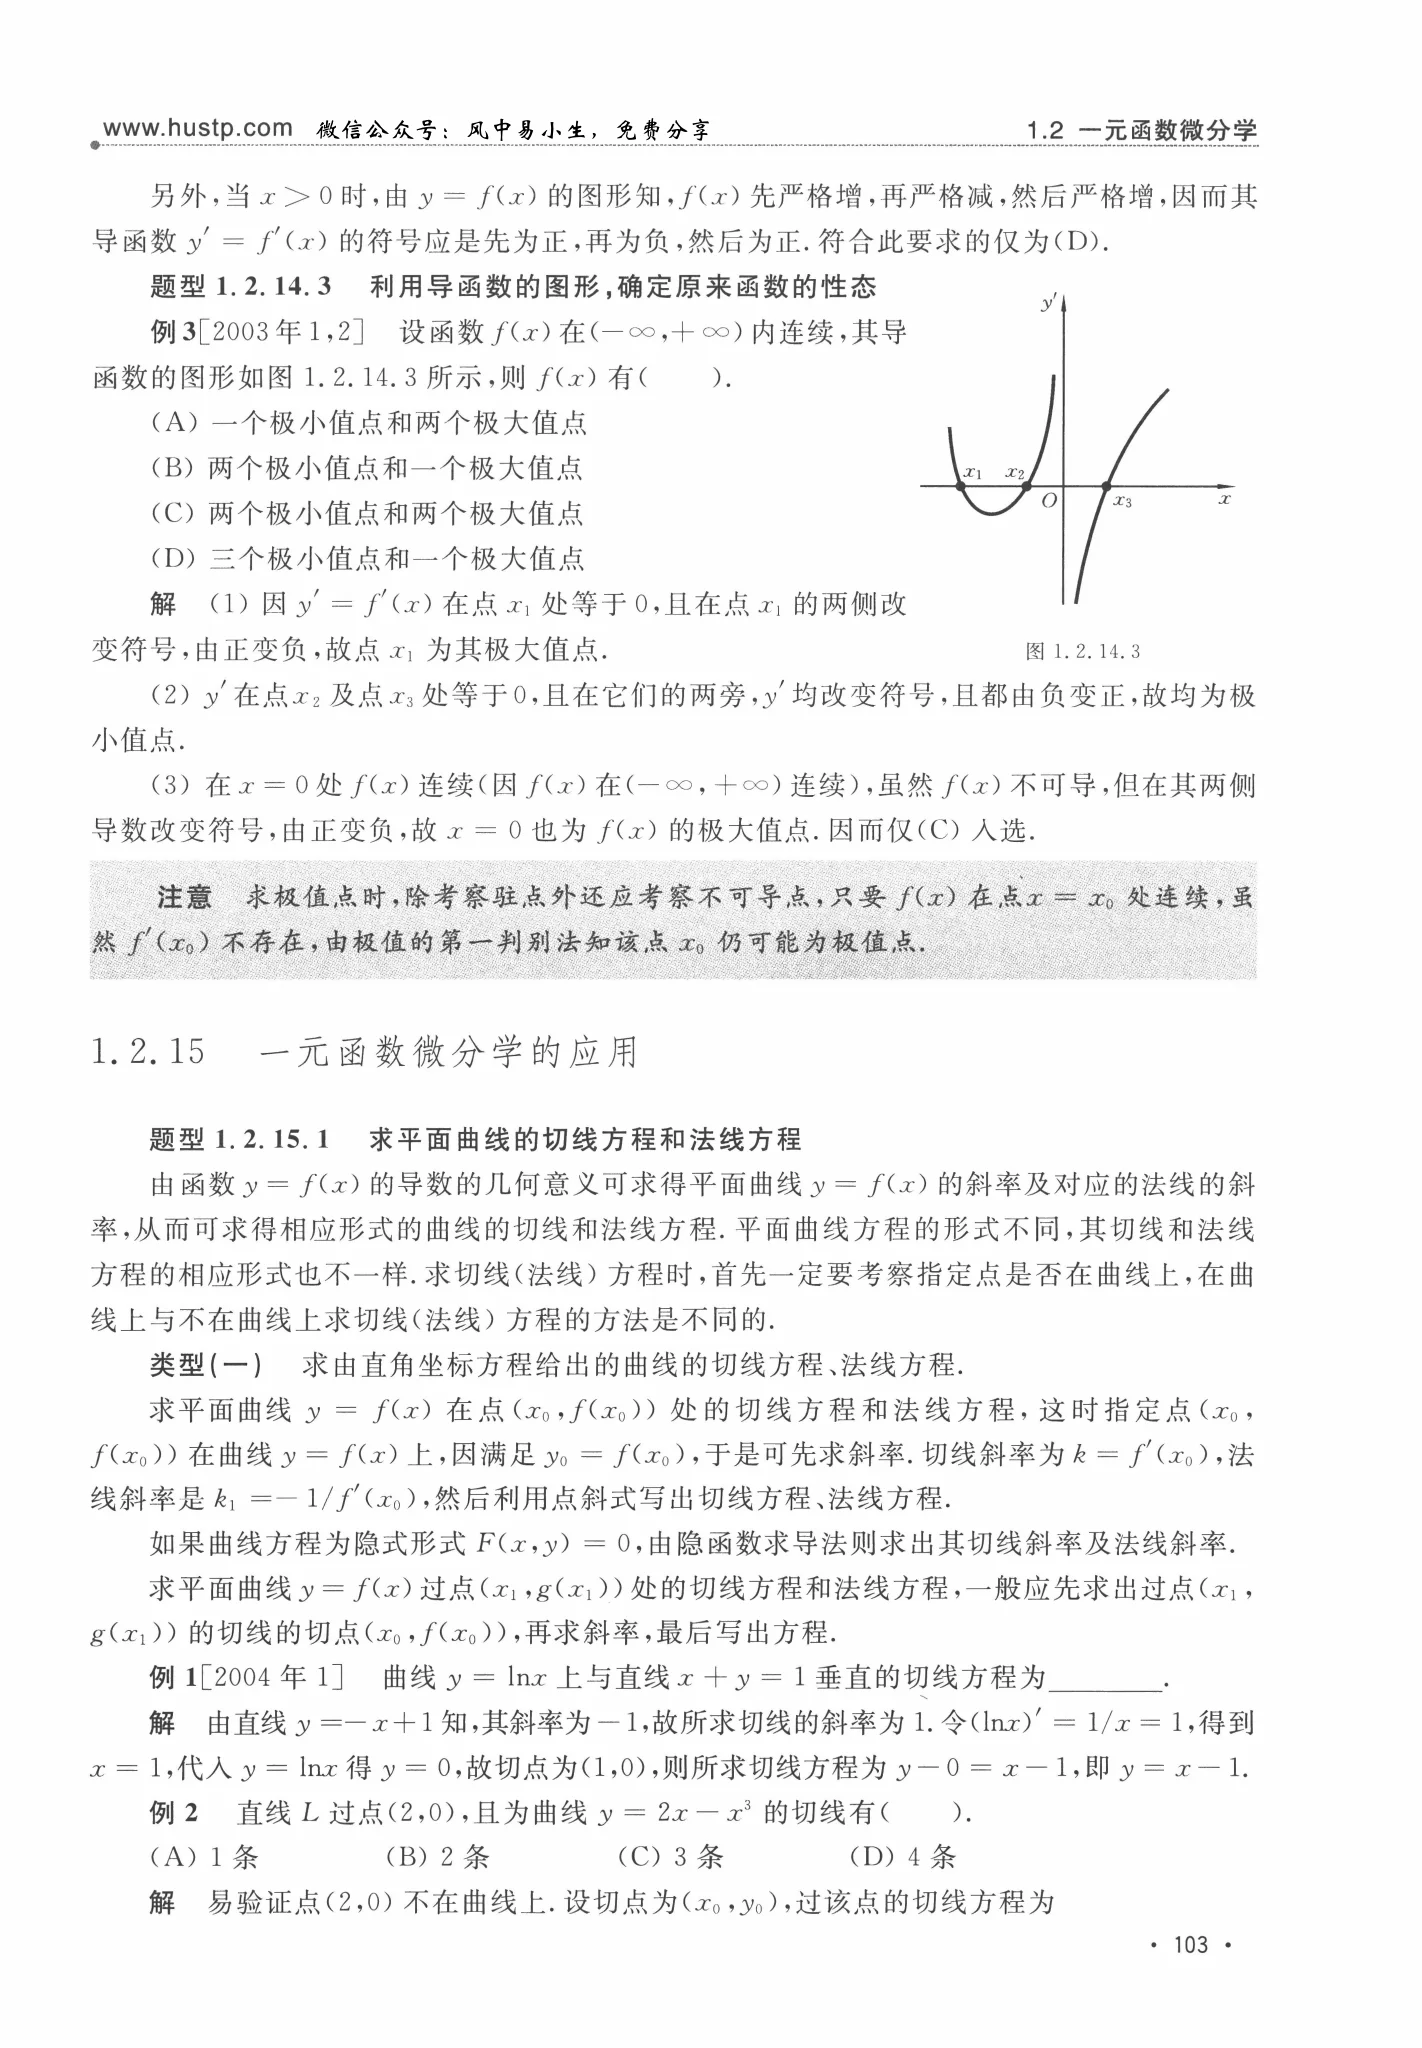 www.hustp.com 微信公众号：风中易小生，免费分享 1.2 一元函数微分学
另外,当 x > 0 时,由 y = f(x) 的图形知,f(x) 先严格增,再严格减,然后严格增,因而其
导函数 y′ = f′(x) 的符号应是先为正,再为负,然后为正.符合此要求的仅为(D).
题型 1.2.14.3 利用导函数的图形,确定原来函数的性态
例3[2003年1,2] 设函数 f(x) 在(−∞,+∞) 内连续,其导
函数的图形如图 1.2.14.3 所示,则 f(x) 有( ).
(A) 一个极小值点和两个极大值点
(B) 两个极小值点和一个极大值点
(C) 两个极小值点和两个极大值点
(D) 三个极小值点和一个极大值点
y′
x₁ x₂
O x₃ x
图 1.2.14.3
解 (1) 因 y′ = f′(x) 在点 x₁ 处等于 0,且在点 x₁ 的两侧改
变符号,由正变负,故点 x₁ 为其极大值点.
(2) y′在点x₂ 及点x₃ 处等于0,且在它们的两旁,y′均改变符号,且都由负变正,故均为极
小值点.
(3) 在 x = 0 处 f(x) 连续(因 f(x) 在(−∞,+∞) 连续),虽然 f(x) 不可导,但在其两侧
导数改变符号,由正变负,故 x = 0 也为 f(x) 的极大值点.因而仅(C) 入选.
注意 求极值点时,除考察驻点外还应考察不可导点,只要 f(x) 在点x = x₀ 处连续,虽
然 f′(x₀) 不存在,由极值的第一判别法知该点 x₀ 仍可能为极值点.
1.2.15 一元函数微分学的应用
题型 1.2.15.1 求平面曲线的切线方程和法线方程
由函数 y = f(x) 的导数的几何意义可求得平面曲线 y = f(x) 的斜率及对应的法线的斜
率,从而可求得相应形式的曲线的切线和法线方程.平面曲线方程的形式不同,其切线和法线
方程的相应形式也不一样.求切线(法线) 方程时,首先一定要考察指定点是否在曲线上,在曲
线上与不在曲线上求切线(法线) 方程的方法是不同的.
类型(一) 求由直角坐标方程给出的曲线的切线方程、法线方程.
求平面曲线 y = f(x) 在点(x₀,f(x₀)) 处的切线方程和法线方程,这时指定点(x₀,
f(x₀)) 在曲线 y = f(x) 上,因满足 y₀ = f(x₀),于是可先求斜率.切线斜率为 k = f′(x₀),法
线斜率是 k₁ =− 1/f′(x₀),然后利用点斜式写出切线方程、法线方程.
如果曲线方程为隐式形式 F(x,y) = 0,由隐函数求导法则求出其切线斜率及法线斜率.
求平面曲线 y = f(x) 过点(x₁,g(x₁)) 处的切线方程和法线方程,一般应先求出过点(x₁,
g(x₁)) 的切线的切点(x₀,f(x₀)),再求斜率,最后写出方程.
例 1[2004 年 1] 曲线 y = lnx 上与直线 x + y = 1 垂直的切线方程为________.
解 由直线 y =− x+1 知,其斜率为 −1,故所求切线的斜率为 1.令(lnx)′ = 1/x = 1,得到
x = 1,代入 y = lnx 得 y = 0,故切点为(1,0),则所求切线方程为 y − 0 = x − 1,即 y = x − 1.
例 2 直线 L 过点(2,0),且为曲线 y = 2x − x³ 的切线有( ).
(A) 1 条 (B) 2 条 (C) 3 条 (D) 4 条
解 易验证点(2,0) 不在曲线上.设切点为(x₀,y₀),过该点的切线方程为
· 103 ·